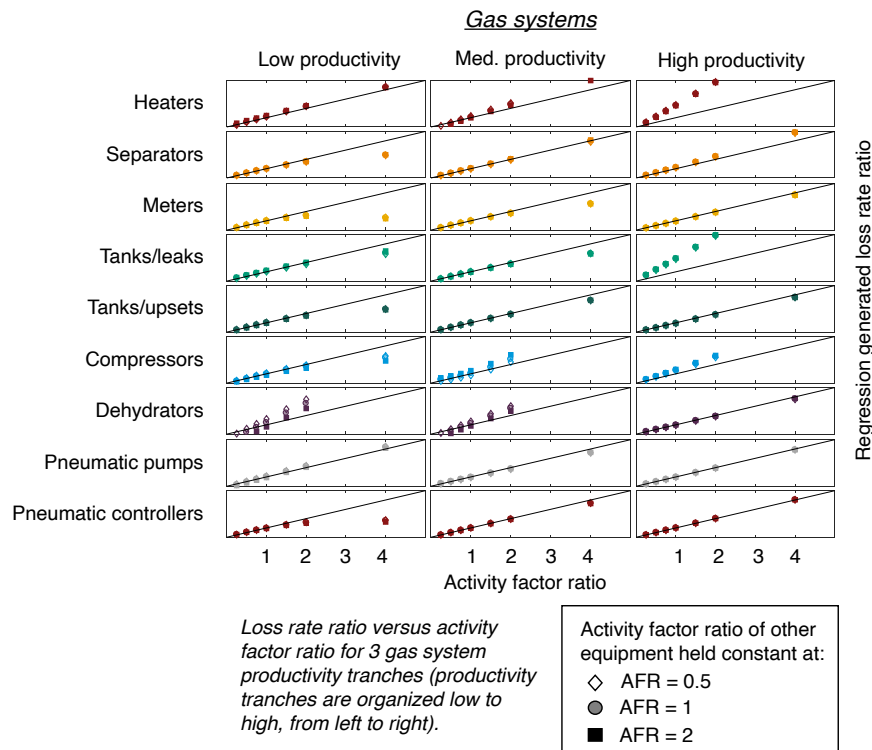 Gas systems
Low productivity
Med. productivity
High productivity
Heaters
Separators
Meters
Tanks/leaks
Tanks/upsets
Compressors
Dehydrators
Pneumatic pumps
Pneumatic controllers
Regression generated loss rate ratio
1 2 3 4 1 2 3 4 1 2 3 4
Activity factor ratio
Loss rate ratio versus activity
factor ratio for 3 gas system
productivity tranches (productivity
tranches are organized low to
high, from left to right).
Activity factor ratio of other
equipment held constant at:
AFR = 0.5
AFR = 1
AFR = 2